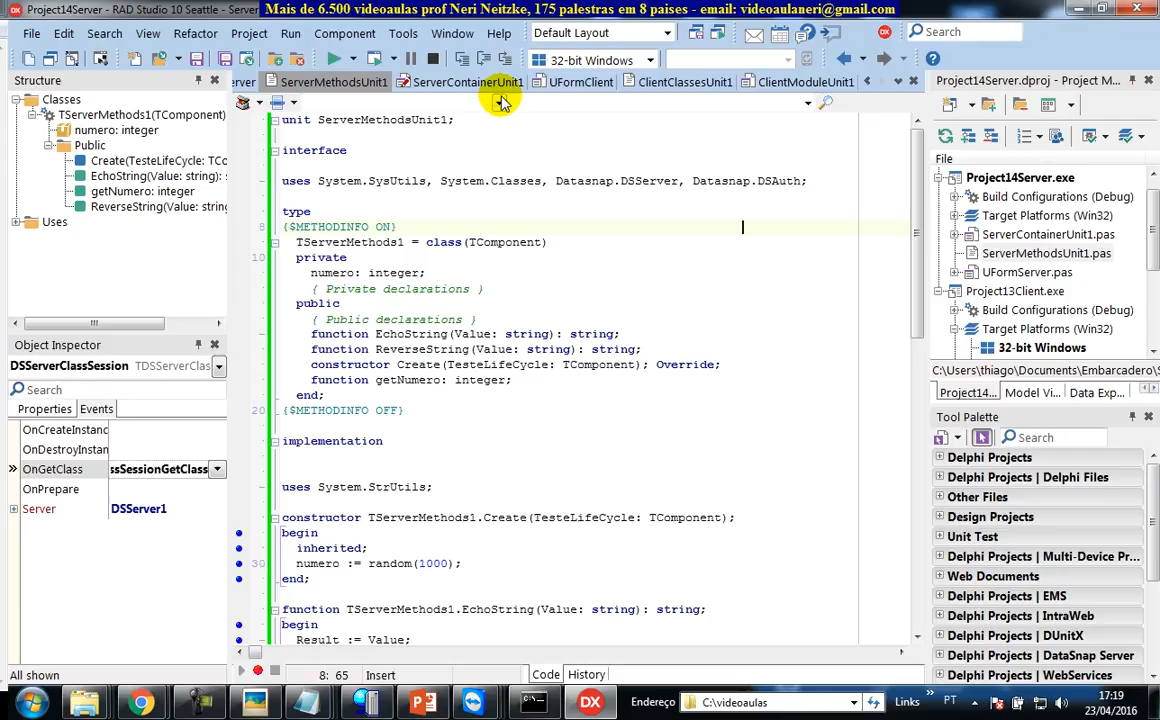 Project14Server - RAD Studio 10 Seattle - Server
Mais de 6.500 videoaulas prof Neri Neitzke, 175 palestras em 8 paises - email: videoaulaneri@gmail.com
File Edit Search View Refactor Project Run Component Tools Window Help
Default Layout
Search
32-bit Windows
Structure
erver ServerMethodsUnit1 ServerContainerUnit1 UFormClient ClientClassesUnit1 ClientModuleUnit1
Project14Server.dproj - Project M...
Classes
TServerMethods1(TComponent)
numero: integer
Public
Create(TesteLifeCycle: TCo
EchoString(Value: string):
getNumero: integer
ReverseString(Value: string
Uses
Object Inspector
DSServerClassSession TDSServerClas
Search
Properties Events
OnCreateInstanc
OnDestroyInstan
OnGetClass ssSessionGetClass
OnPrepare
Server DSServer1
All shown
unit ServerMethodsUnit1;
interface
uses System.SysUtils, System.Classes, Datasnap.DSServer, Datasnap.DSAuth;
type
8 {$METHODINFO ON}
TServerMethods1 = class(TComponent)
10 private
numero: integer;
{ Private declarations }
public
{ Public declarations }
function EchoString(Value: string): string;
function ReverseString(Value: string): string;
constructor Create(TesteLifeCycle: TComponent); Override;
function getNumero: integer;
end;
20 {$METHODINFO OFF}
implementation
uses System.StrUtils;
constructor TServerMethods1.Create(TesteLifeCycle: TComponent);
begin
inherited;
30 numero := random(1000);
end;
function TServerMethods1.EchoString(Value: string): string;
begin
Result := Value;
8: 65 Insert Code History
File
Project14Server.exe
Build Configurations (Debug)
Target Platforms (Win32)
ServerContainerUnit1.pas
ServerMethodsUnit1.pas
UFormServer.pas
Project13Client.exe
Build Configurations (Debug)
Target Platforms (Win32)
32-bit Windows
C:\Users\thiago\Documents\Embarcadero\S
Project14... Model Vi... Data Exp...
Tool Palette
Search
Delphi Projects
Delphi Projects | Delphi Files
Other Files
Design Projects
Unit Test
Delphi Projects | Multi-Device Pr...
Web Documents
Delphi Projects | EMS
Delphi Projects | IntraWeb
Delphi Projects | DUnitX
Delphi Projects | DataSnap Server
Delphi Projects | WebServices
Endereço C:\videoaulas Links » PT 17:19
23/04/2016